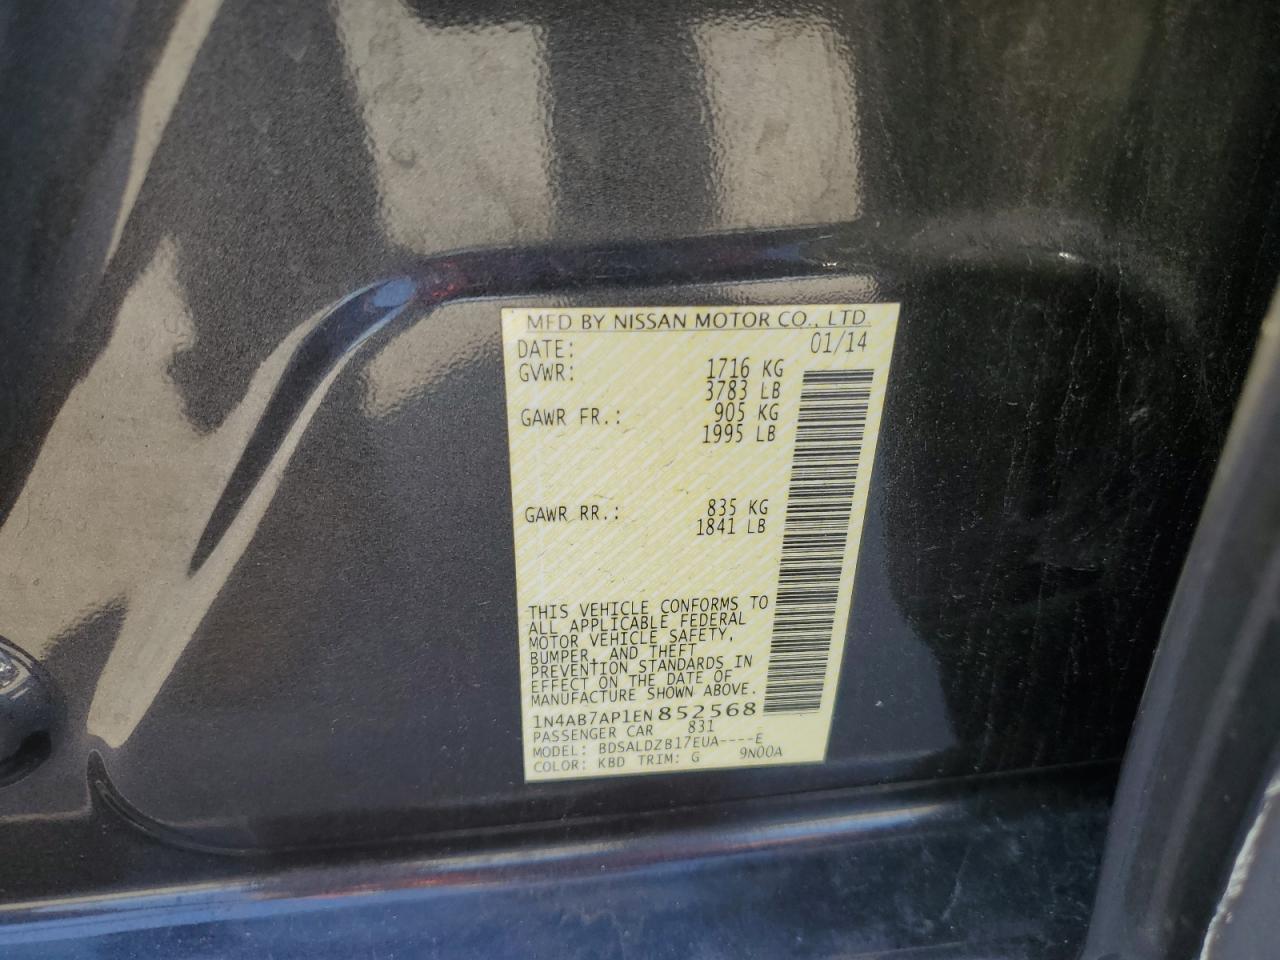 MFD BY NISSAN MOTOR CO., LTD.
DATE: 01/14
GVWR: 1716 KG
3783 LB
GAWR FR.: 905 KG
1995 LB
GAWR RR.: 835 KG
1841 LB
THIS VEHICLE CONFORMS TO
ALL APPLICABLE FEDERAL
MOTOR VEHICLE SAFETY,
BUMPER, AND THEFT
PREVENTION STANDARDS IN
EFFECT ON THE DATE OF
MANUFACTURE SHOWN ABOVE.
1N4AB7AP1EN852568
PASSENGER CAR 831
MODEL: BDSALDZB17EUA----E
COLOR: KBD TRIM: G 9N00A